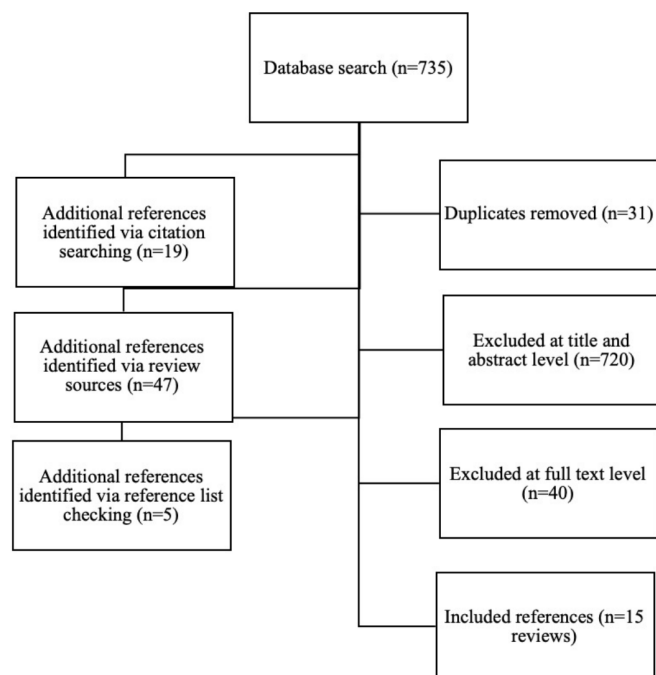 Database search (n=735)
Additional references
identified via citation
searching (n=19)
Duplicates removed (n=31)
Additional references
identified via review
sources (n=47)
Excluded at title and
abstract level (n=720)
Additional references
identified via reference list
checking (n=5)
Excluded at full text level
(n=40)
Included references (n=15
reviews)